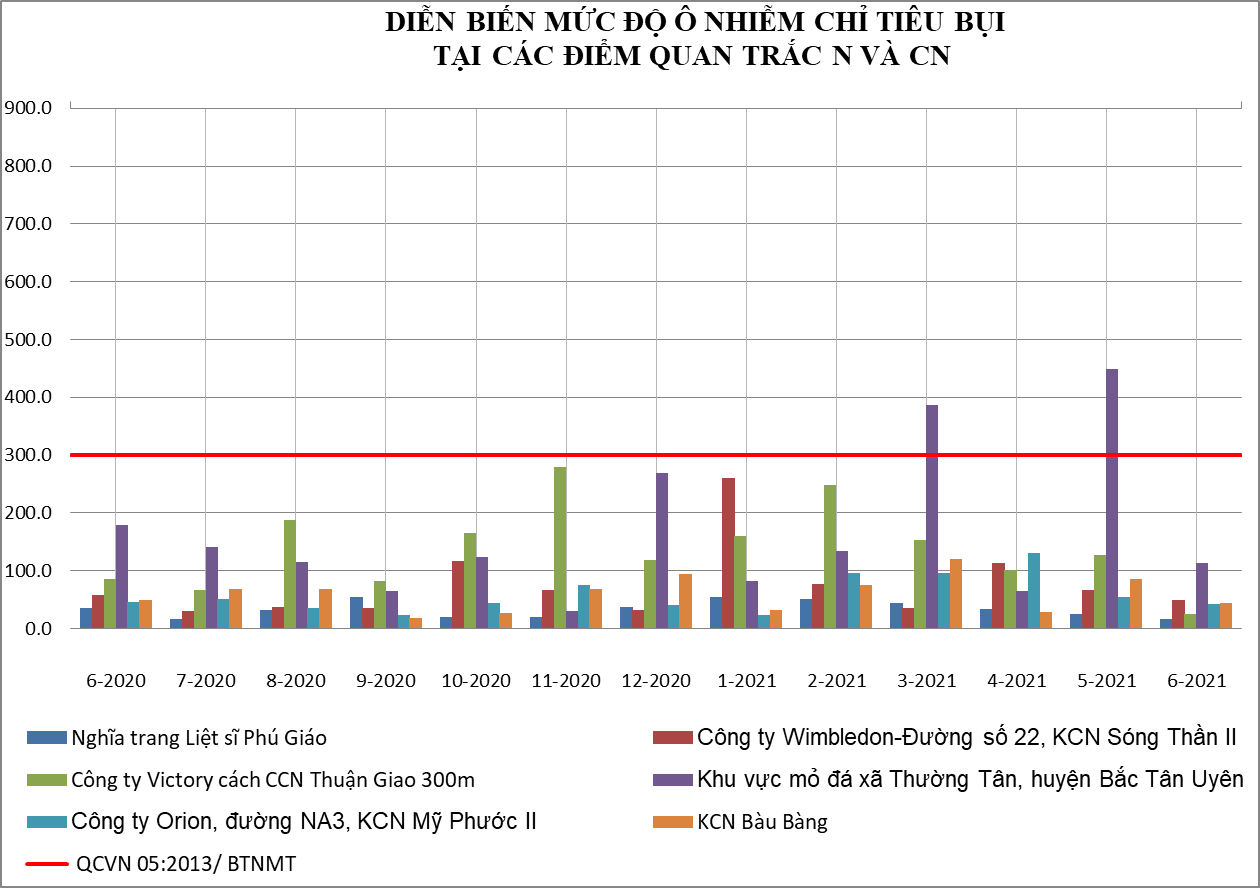 DIỄN BIẾN MỨC ĐỘ Ô NHIỄM CHỈ TIÊU BỤI
TẠI CÁC ĐIỂM QUAN TRẮC N VÀ CN
900.0
800.0
700.0
600.0
500.0
400.0
300.0
200.0
100.0
0.0
6-2020 7-2020 8-2020 9-2020 10-2020 11-2020 12-2020 1-2021 2-2021 3-2021 4-2021 5-2021 6-2021
Nghĩa trang Liệt sĩ Phú Giáo
Công ty Wimbledon-Đường số 22, KCN Sóng Thần II
Công ty Victory cách CCN Thuận Giao 300m
Khu vực mỏ đá xã Thường Tân, huyện Bắc Tân Uyên
Công ty Orion, đường NA3, KCN Mỹ Phước II
KCN Bàu Bàng
QCVN 05:2013/ BTNMT